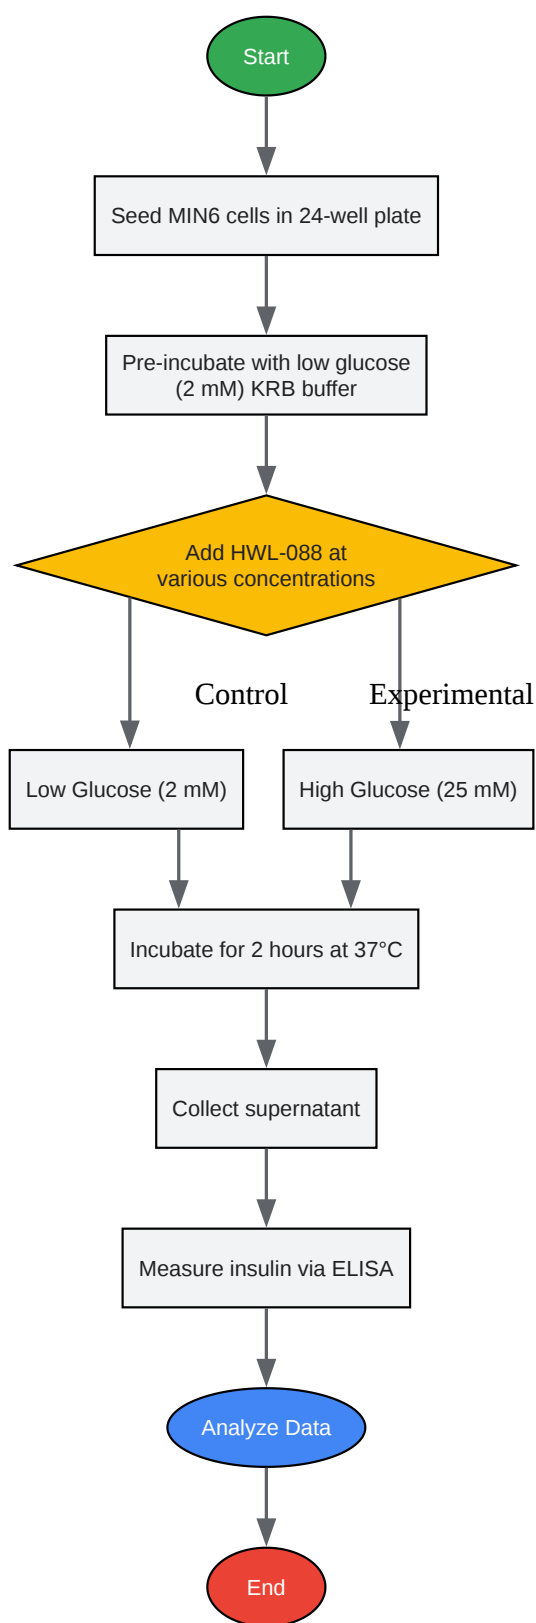 Start
Seed MIN6 cells in 24-well plate
Pre-incubate with low glucose
(2 mM) KRB buffer
Add HWL-088 at
various concentrations
Control
Experimental
Low Glucose (2 mM)
High Glucose (25 mM)
Incubate for 2 hours at 37°C
Collect supernatant
Measure insulin via ELISA
Analyze Data
End